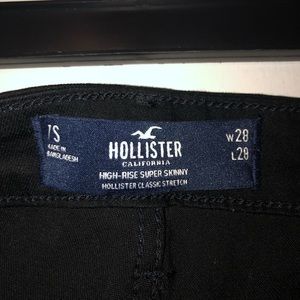 7S
MADE IN
BANGLADESH
HOLLISTER
CALIFORNIA
HIGH-RISE SUPER SKINNY
HOLLISTER CLASSIC STRETCH
W28
L28